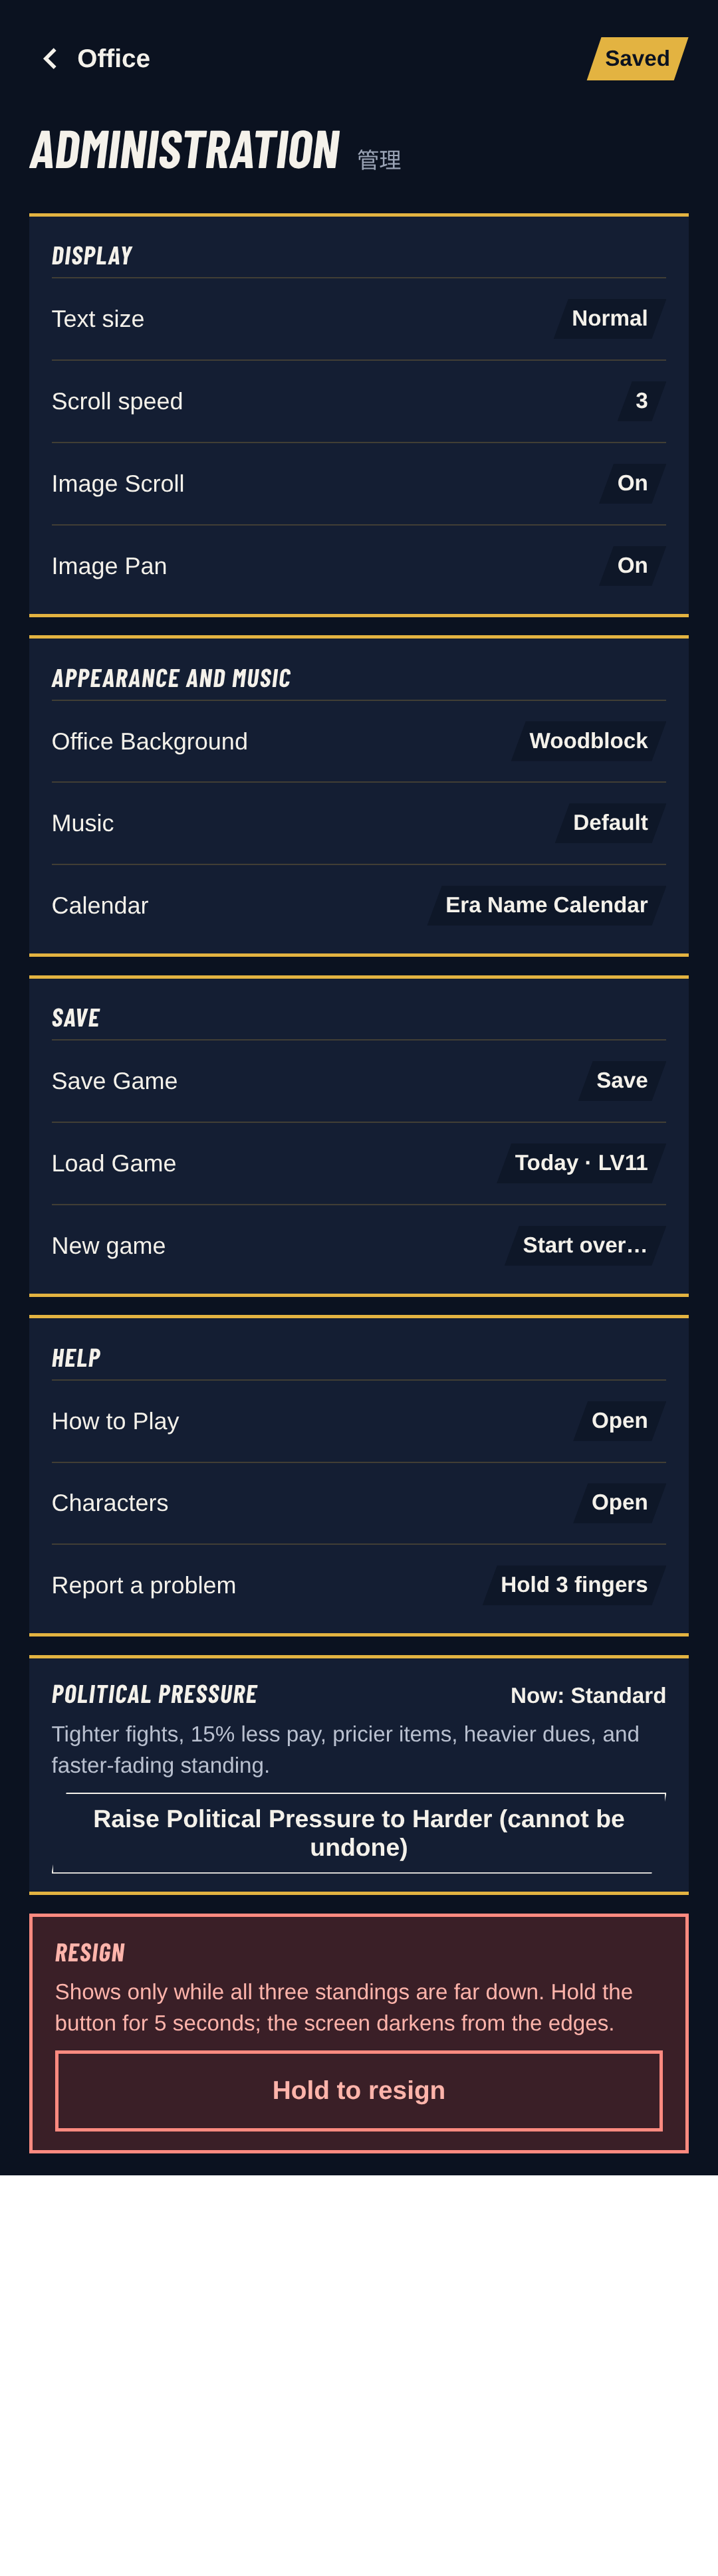 Office
Saved
ADMINISTRATION 管理
DISPLAY
Text size
Normal
Scroll speed
3
Image Scroll
On
Image Pan
On
APPEARANCE AND MUSIC
Office Background
Woodblock
Music
Default
Calendar
Era Name Calendar
SAVE
Save Game
Save
Load Game
Today · LV11
New game
Start over…
HELP
How to Play
Open
Characters
Open
Report a problem
Hold 3 fingers
POLITICAL PRESSURE
Now: Standard
Tighter fights, 15% less pay, pricier items, heavier dues, and
faster-fading standing.
Raise Political Pressure to Harder (cannot be
undone)
RESIGN
Shows only while all three standings are far down. Hold the
button for 5 seconds; the screen darkens from the edges.
Hold to resign